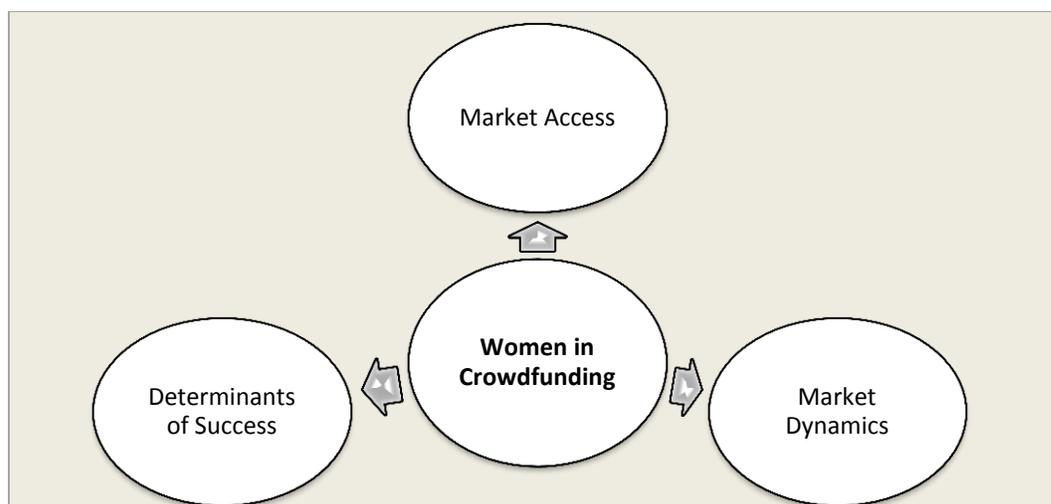 Market Access
Women in
Crowdfunding
Determinants
of Success
Market
Dynamics